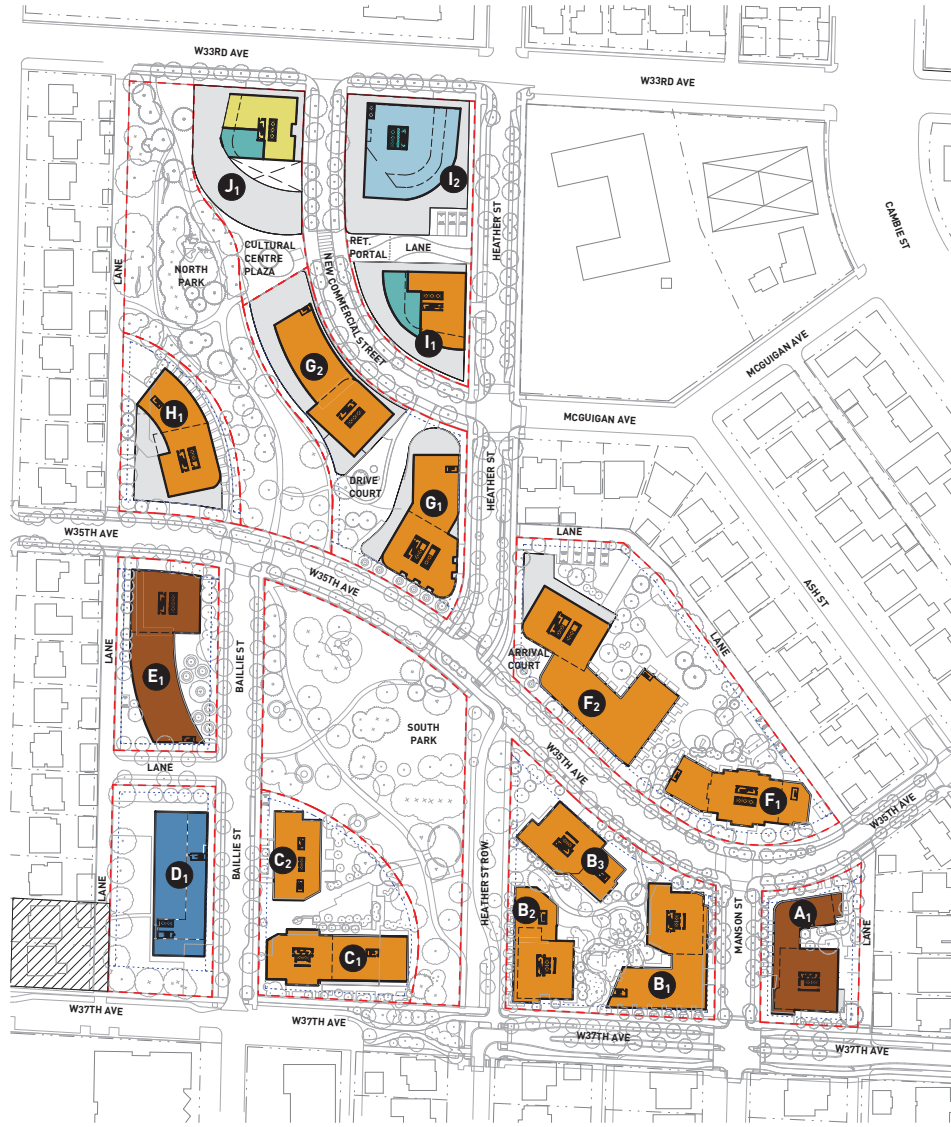 W33RD AVE
W33RD AVE
J1
I2
HEATHER ST
CAMBIE ST
LANE
NORTH
PARK
CULTURAL
CENTRE
PLAZA
RET.
PORTAL
LANE
NEW COMMERCIAL STREET
I1
G2
MCGUIGAN AVE
MCGUIGAN AVE
H1
DRIVE
COURT
G1
HEATHER ST
W35TH AVE
LANE
W35TH AVE
ASH ST
LANE
LANE
E1
BAILLIE ST
ARRIVAL
COURT
F2
SOUTH
PARK
W35TH AVE
LANE
F1
W35TH AVE
BAILLIE ST
C2
B3
D1
LANE
HEATHER ST ROW
B2
MANSON ST
A1
LANE
C1
B1
W37TH AVE
W37TH AVE
W37TH AVE
W37TH AVE